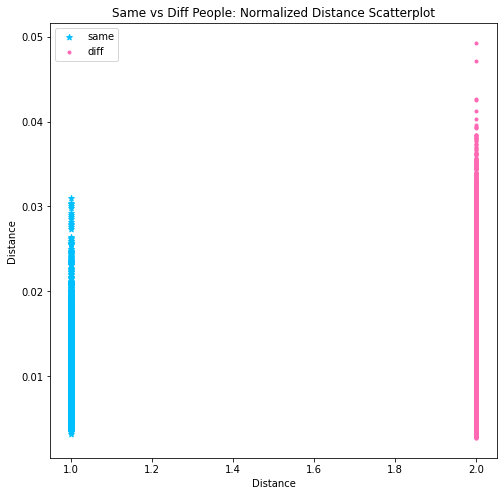 Same vs Diff People: Normalized Distance Scatterplot
same
diff
Distance
0.05
0.04
0.03
0.02
0.01
1.0 1.2 1.4 1.6 1.8 2.0
Distance